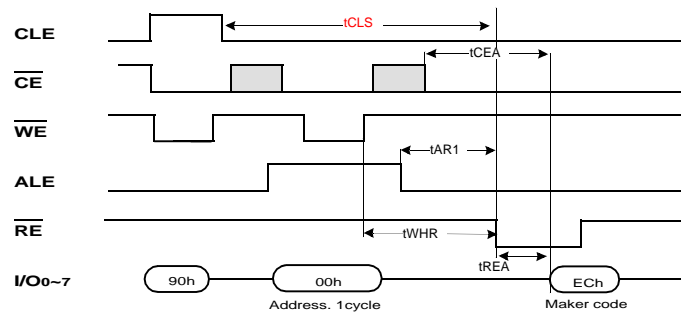 CLE
tCLS
tCEA
CE
WE
tAR1
ALE
tWHR
RE
tREA
I/O0~7
90h
00h
ECh
Address. 1cycle
Maker code